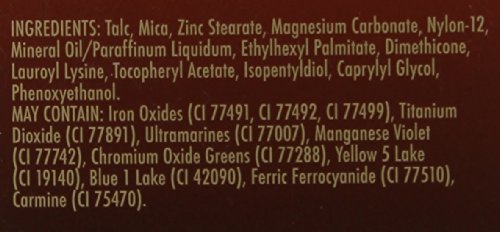 INGREDIENTS: Talc, Mica, Zinc Stearate, Magnesium Carbonate, Nylon-12,
Mineral Oil/Paraffinum Liquidum, Ethylhexyl Palmitate, Dimethicone,
Lauroyl Lysine, Tocopheryl Acetate, Isopentyldiol, Caprylyl Glycol,
Phenoxyethanol.
MAY CONTAIN: Iron Oxides (CI 77491, CI 77492, CI 77499), Titanium
Dioxide (CI 77891), Ultramarines (CI 77007), Manganese Violet
(CI 77742), Chromium Oxide Greens (CI 77288), Yellow 5 Lake
(CI 19140), Blue 1 Lake (CI 42090), Ferric Ferrocyanide (CI 77510),
Carmine (CI 75470).